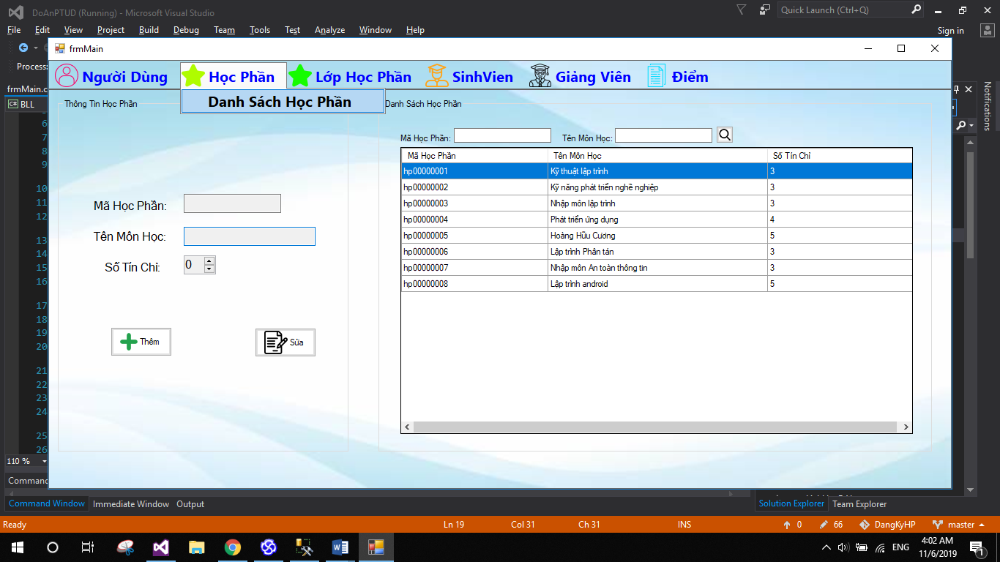 DoAnPTUD (Running) - Microsoft Visual Studio
Quick Launch (Ctrl+Q)
File Edit View Project Build Debug Team Tools Test Analyze Window Help
Sign in
frmMain
Người Dùng Học Phần Lớp Học Phần SinhVien Giảng Viên Điểm
Danh Sách Học Phần
frmMain.c
BLL
Notifications
Thông Tin Học Phần
Mã Học Phần:
Tên Môn Học:
Số Tín Chỉ:
0
Thêm
Sửa
Danh Sách Học Phần
Mã Học Phần: Tên Môn Học:
Mã Học Phần Tên Môn Học Số Tín Chỉ
hp00000001 Kỹ thuật lập trình 3
hp00000002 Kỹ năng phát triển nghề nghiệp 3
hp00000003 Nhập môn lập trình 3
hp00000004 Phát triển ứng dụng 4
hp00000005 Hoàng Hữu Cương 5
hp00000006 Lập trình Phân tán 3
hp00000007 Nhập môn An toàn thông tin 3
hp00000008 Lập trình android 5
6
7
8
9
10
11
12
13
14
15
16
17
18
19
20
21
22
23
24
25
26
110 %
Command Window Immediate Window Output
Solution Explorer Team Explorer
Ready Ln 19 Col 31 Ch 31 INS 0 66 DangKyHP master
ENG
4:02 AM
11/6/2019
1